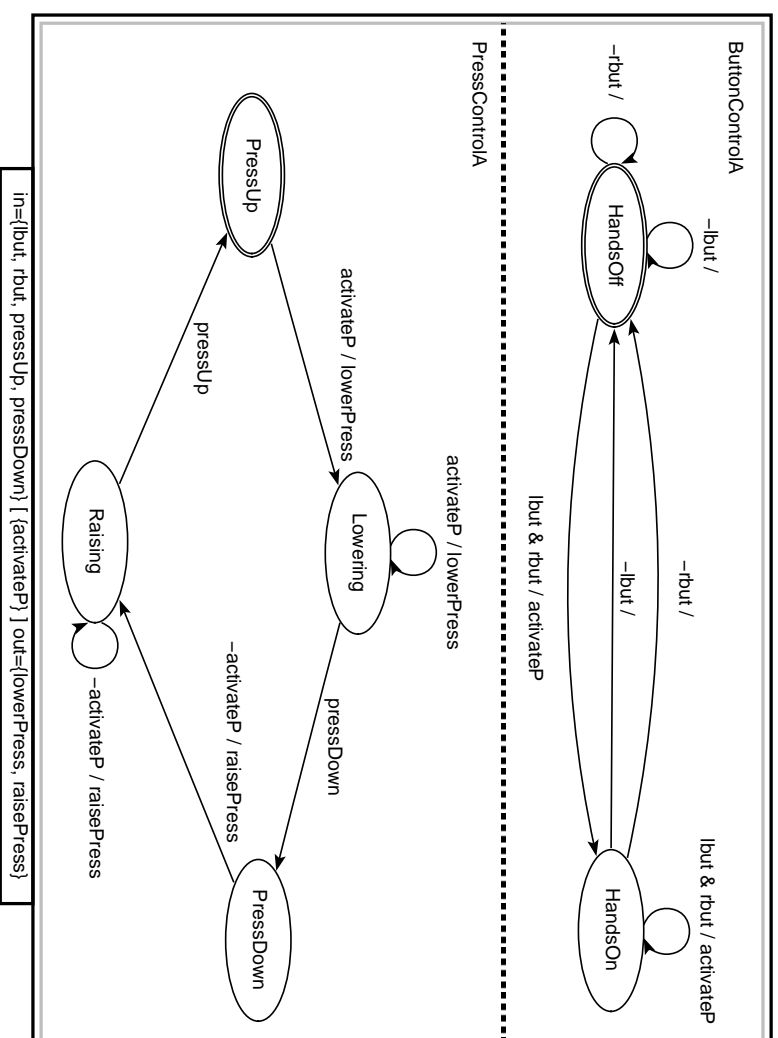 ButtonControlA
−lbut /
−rbut /
HandsOff
−rbut /
−lbut /
lbut & rbut / activateP
lbut & rbut / activateP
HandsOn
PressControlA
activateP / lowerPress
activateP / lowerPress
Lowering
PressUp
pressDown
pressUp
−activateP / raisePress
PressDown
Raising
−activateP / raisePress
in={lbut, rbut, pressUp, pressDown} [ {activateP} ] out={lowerPress, raisePress}